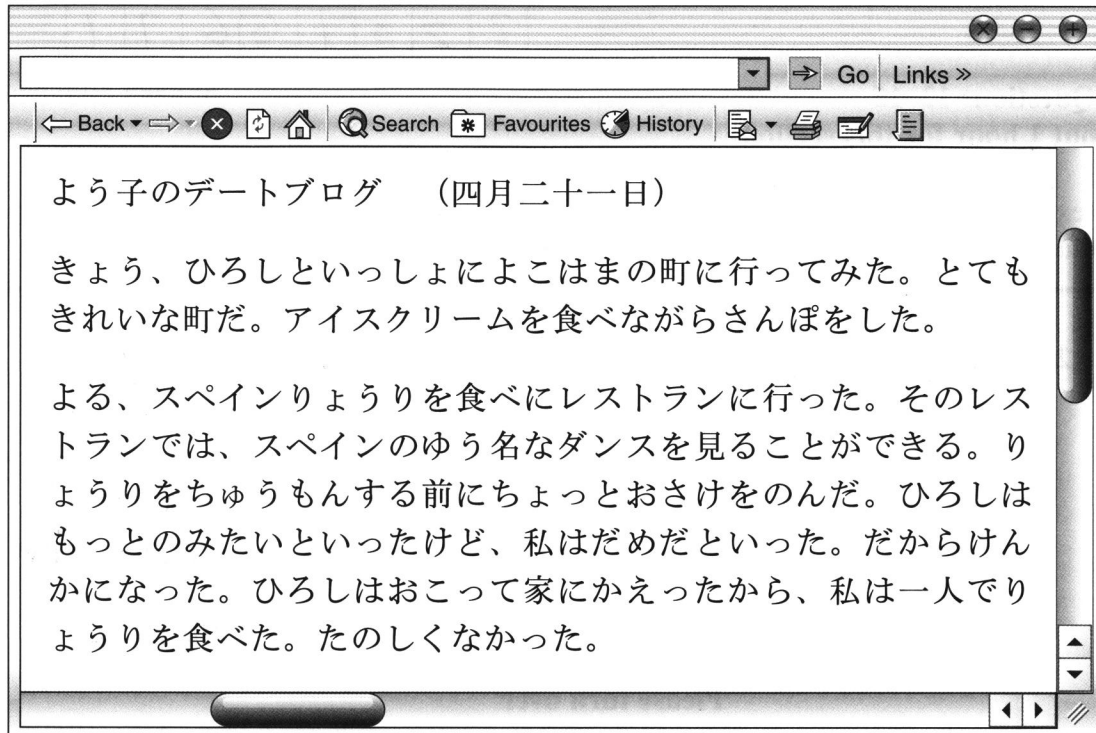 Go Links »
Back Search Favourites History
よう子のデートブログ （四月二十一日）
きょう、ひろしといっしょによこはまの町に行ってみた。とても
きれいな町だ。アイスクリームを食べながらさんぽをした。
よる、スペインりょうりを食べにレストランに行った。そのレス
トランでは、スペインのゆう名なダンスを見ることができる。り
ょうりをちゅうもんする前にちょっとおさけをのんだ。ひろしは
もっとのみたいといったけど、私はだめだといった。だからけん
かになった。ひろしはおこって家にかえったから、私は一人でり
ょうりを食べた。たのしくなかった。